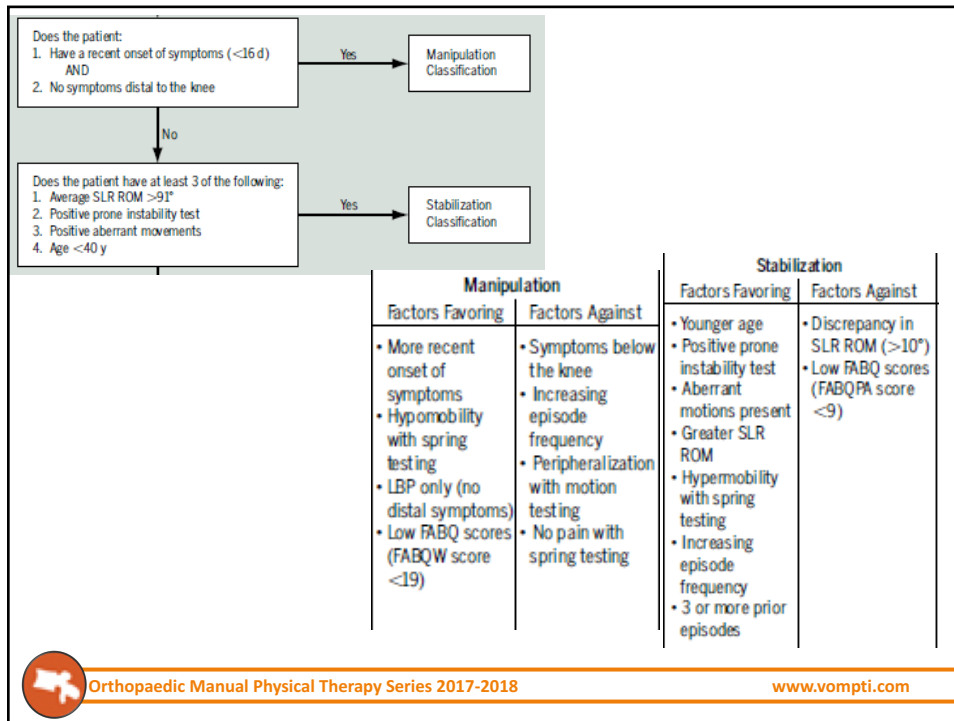 Does the patient:
1. Have a recent onset of symptoms (<16 d)
AND
2. No symptoms distal to the knee
Yes
Manipulation
Classification
No
Does the patient have at least 3 of the following:
1. Average SLR ROM >91°
2. Positive prone instability test
3. Positive aberrant movements
4. Age <40 y
Yes
Stabilization
Classification
Manipulation
Factors Favoring
• More recent
onset of
symptoms
• Hypomobility
with spring
testing
• LBP only (no
distal symptoms)
• Low FABQ scores
(FABQW score
<19)
Factors Against
• Symptoms below
the knee
• Increasing
episode
frequency
• Peripheralization
with motion
testing
• No pain with
spring testing
Stabilization
Factors Favoring
• Younger age
• Positive prone
instability test
• Aberrant
motions present
• Greater SLR
ROM
• Hypermobility
with spring
testing
• Increasing
episode
frequency
• 3 or more prior
episodes
Factors Against
• Discrepancy in
SLR ROM (>10°)
• Low FABQ scores
(FABQPA score
<9)
Orthopaedic Manual Physical Therapy Series 2017-2018
www.vompti.com